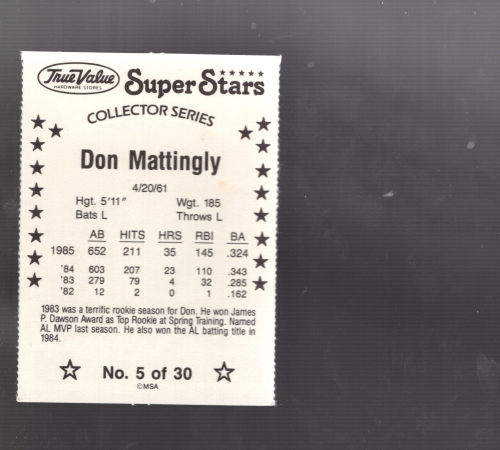 True Value
HARDWARE STORES
Super Stars
COLLECTOR SERIES
Don Mattingly
4/20/61
Hgt. 5'11" Wgt. 185
Bats L Throws L
AB HITS HRS RBI BA
1985 652 211 35 145 .324
'84 603 207 23 110 .343
'83 279 79 4 32 .285
'82 12 2 0 1 .162
1983 was a terrific rookie season for Don. He won James
P. Dawson Award as Top Rookie at Spring Training. Named
AL MVP last season. He also won the AL batting title in
1984.
No. 5 of 30
©MSA